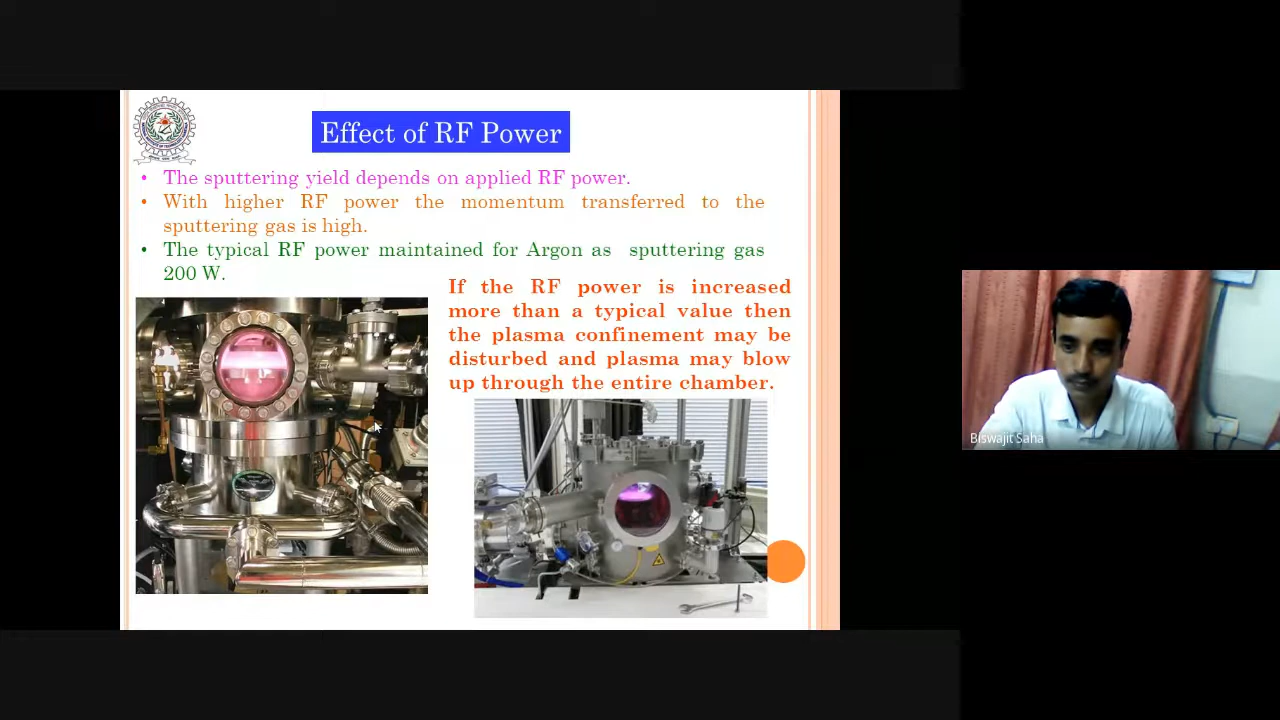 Effect of RF Power
• The sputtering yield depends on applied RF power.
• With higher RF power the momentum transferred to the
sputtering gas is high.
• The typical RF power maintained for Argon as sputtering gas
200 W.
If the RF power is increased
more than a typical value then
the plasma confinement may be
disturbed and plasma may blow
up through the entire chamber.
Biswajit Saha